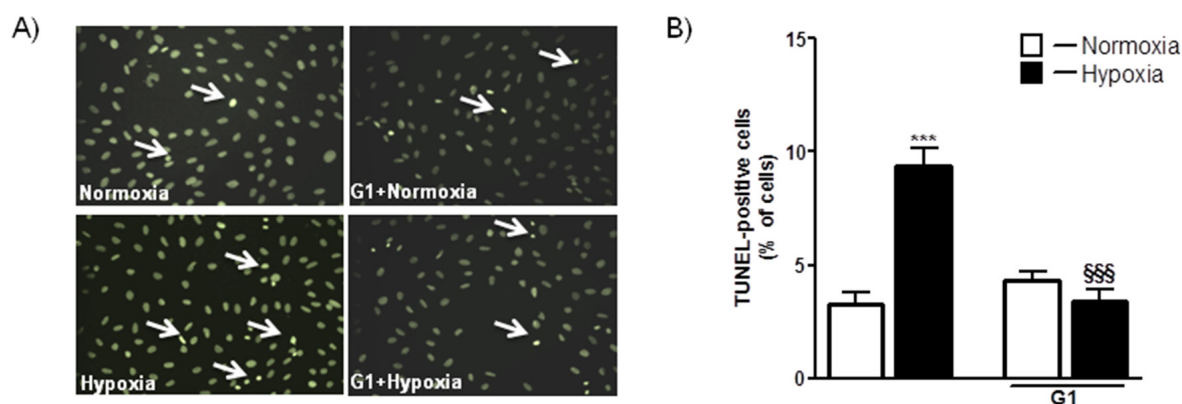 A)
Normoxia
G1+Normoxia
Hypoxia
G1+Hypoxia
B)
TUNEL-positive cells
(% of cells)
15
10
5
0
Normoxia
Hypoxia
***
§§§
G1